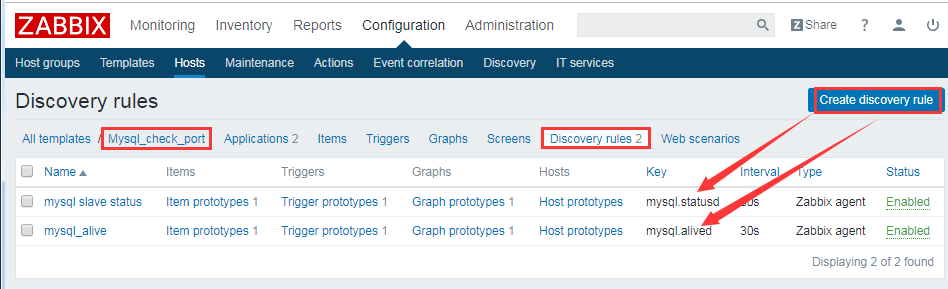 ZABBIX Monitoring Inventory Reports Configuration Administration Z Share ?
Host groups Templates Hosts Maintenance Actions Event correlation Discovery IT services
Discovery rules Create discovery rule
All templates / Mysql_check_port Applications 2 Items Triggers Graphs Screens Discovery rules 2 Web scenarios
Name ▲ Items Triggers Graphs Hosts Key Interval Type Status
mysql slave status Item prototypes 1 Trigger prototypes 1 Graph prototypes 1 Host prototypes mysql.statusd Zabbix agent Enabled
mysql_alive Item prototypes 1 Trigger prototypes 1 Graph prototypes 1 Host prototypes mysql.alived 30s Zabbix agent Enabled
Displaying 2 of 2 found